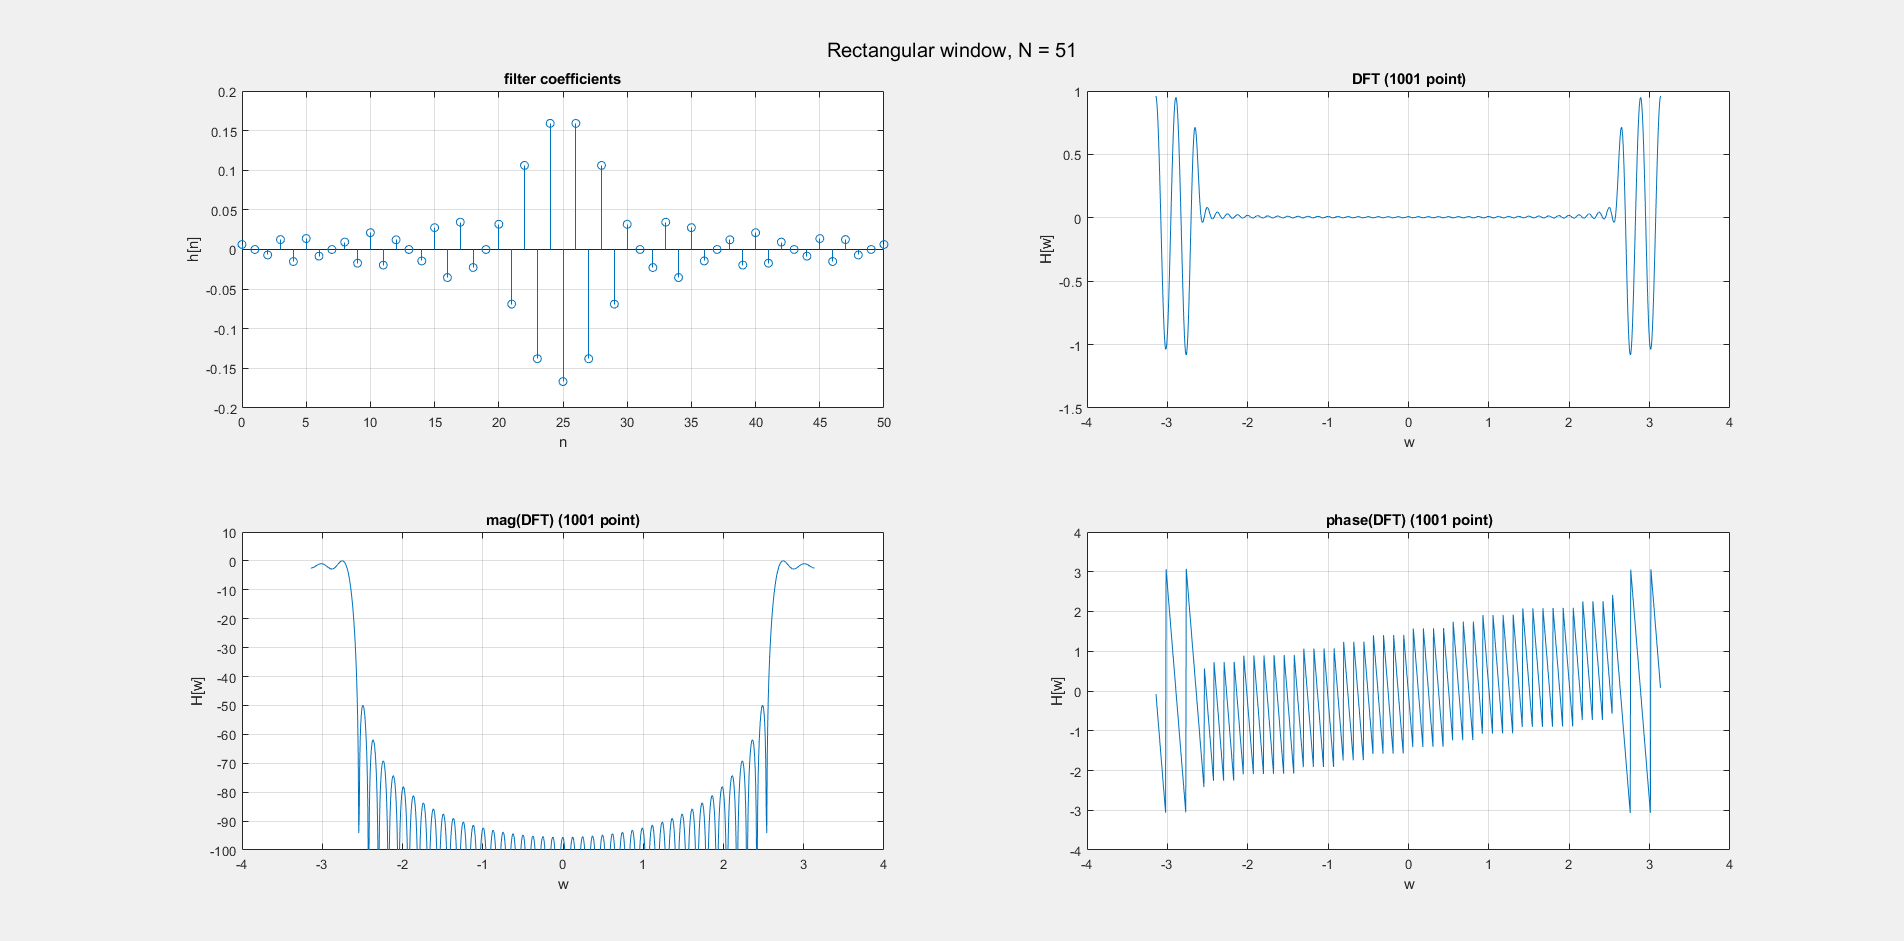 Rectangular window, N = 51
filter coefficients
0.2
0.15
0.1
0.05
0
-0.05
-0.1
-0.15
-0.2
h[n]
0 5 10 15 20 25 30 35 40 45 50
n
DFT (1001 point)
1
0.5
0
-0.5
-1
-1.5
H[w]
-4 -3 -2 -1 0 1 2 3 4
w
mag(DFT) (1001 point)
10
0
-10
-20
-30
-40
-50
-60
-70
-80
-90
-100
H[w]
-4 -3 -2 -1 0 1 2 3 4
w
phase(DFT) (1001 point)
4
3
2
1
0
-1
-2
-3
-4
H[w]
-4 -3 -2 -1 0 1 2 3 4
w